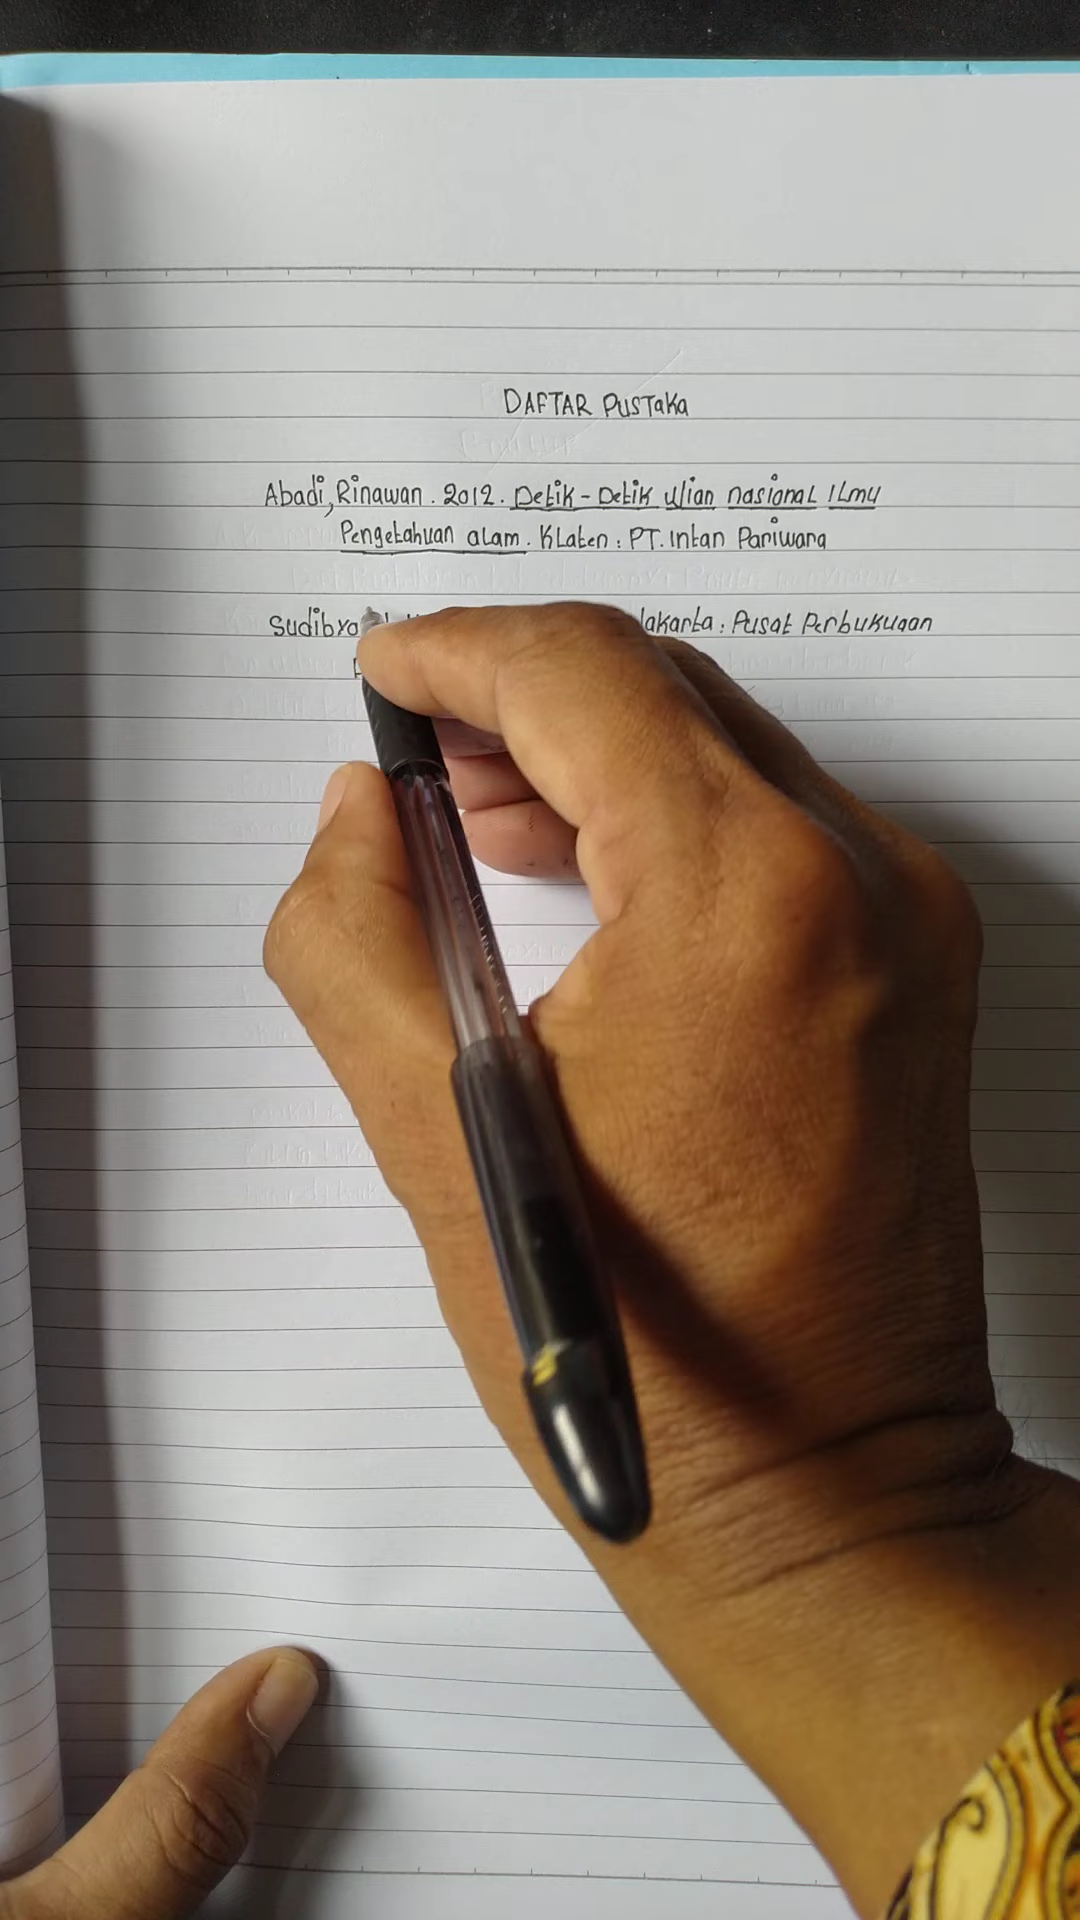 DAFTAR PUSTaKa
Abadi, Rinawan. 2012. Detik-Detik Ujian nasional Ilmu
Pengetahuan alam. Klaten: PT. Intan Pariwara
Sudibyo Jakarta: Pusat Perbukuaan